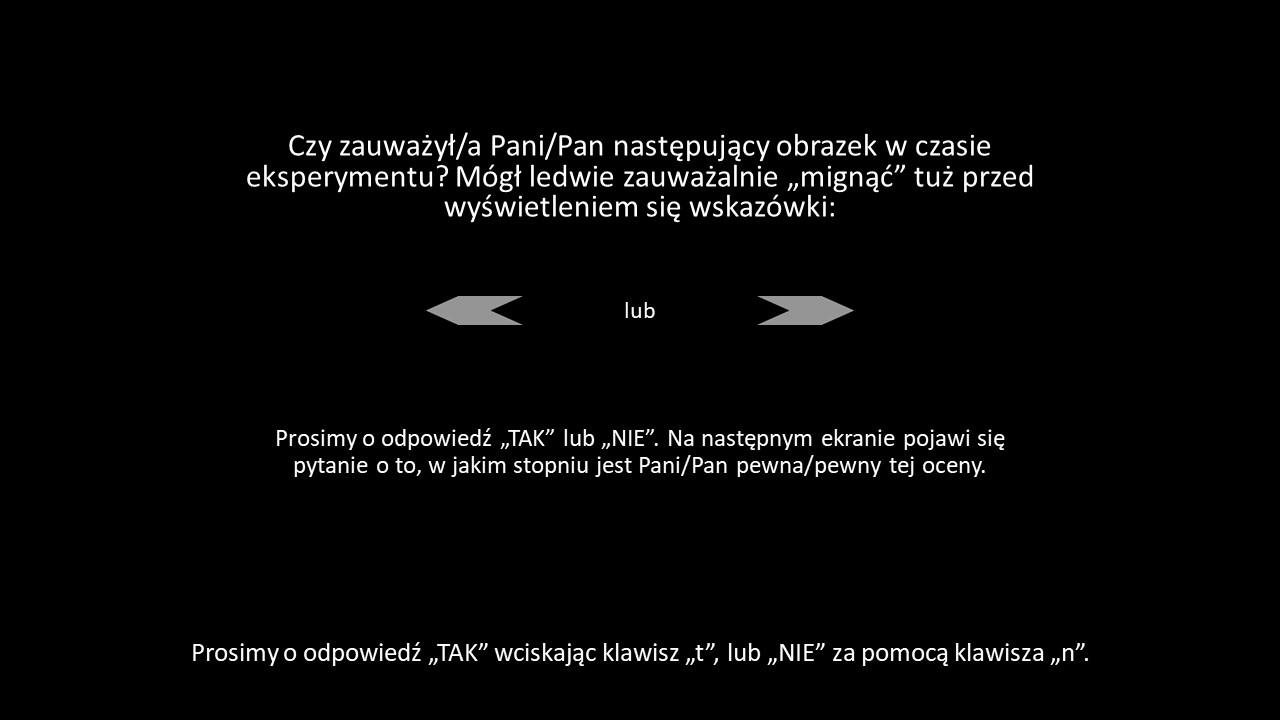 Czy zauważył/a Pani/Pan następujący obrazek w czasie
eksperymentu? Mógł ledwie zauważalnie „mignąć” tuż przed
wyświetleniem się wskazówki:
lub
Prosimy o odpowiedź „TAK” lub „NIE”. Na następnym ekranie pojawi się
pytanie o to, w jakim stopniu jest Pani/Pan pewna/pewny tej oceny.
Prosimy o odpowiedź „TAK” wciskając klawisz „t”, lub „NIE” za pomocą klawisza „n”.